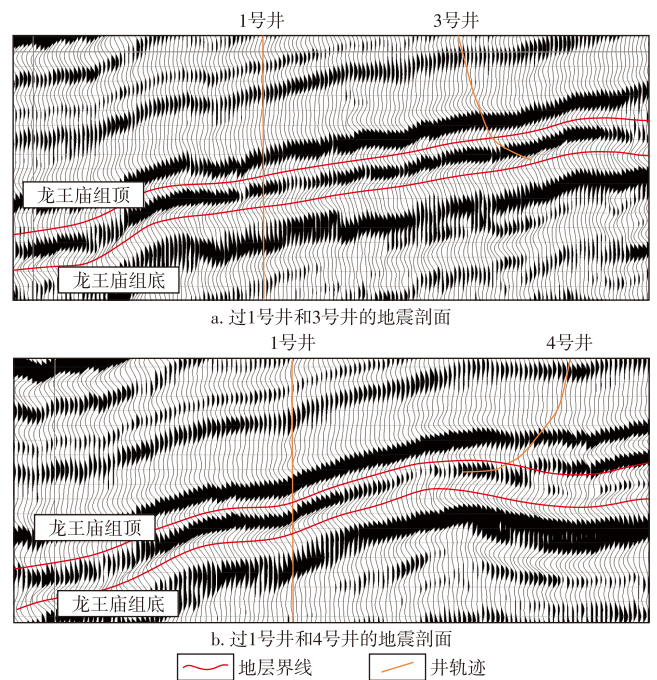 1号井 3号井
龙王庙组顶
龙王庙组底
a. 过1号井和3号井的地震剖面
1号井 4号井
龙王庙组顶
龙王庙组底
b. 过1号井和4号井的地震剖面
地层界线 井轨迹